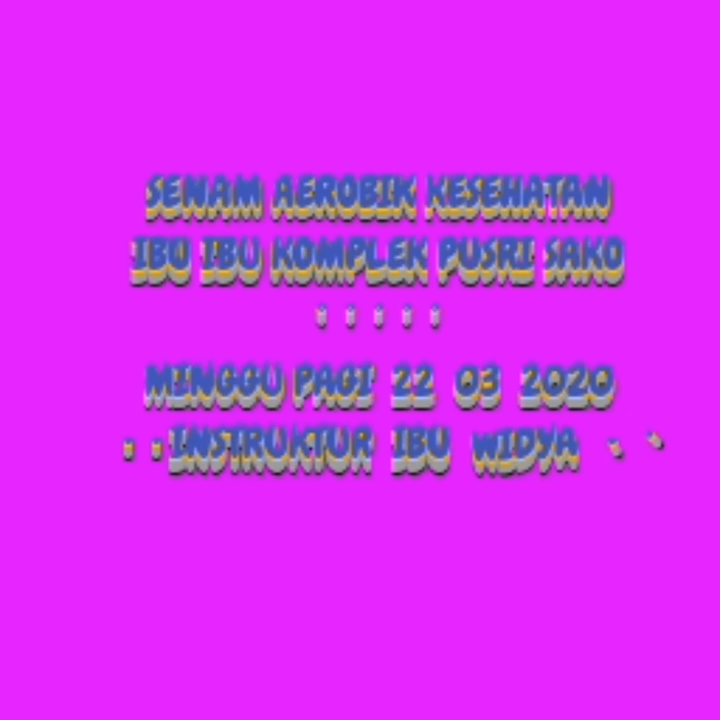 SENAM AEROBIK KESEHATAN
IBU IBU KOMPLEK PUSRI SAKO
' ' ' ' '
MINGGU PAGI 22 03 2020
. . INSTRUKTUR IBU WIDYA ` `